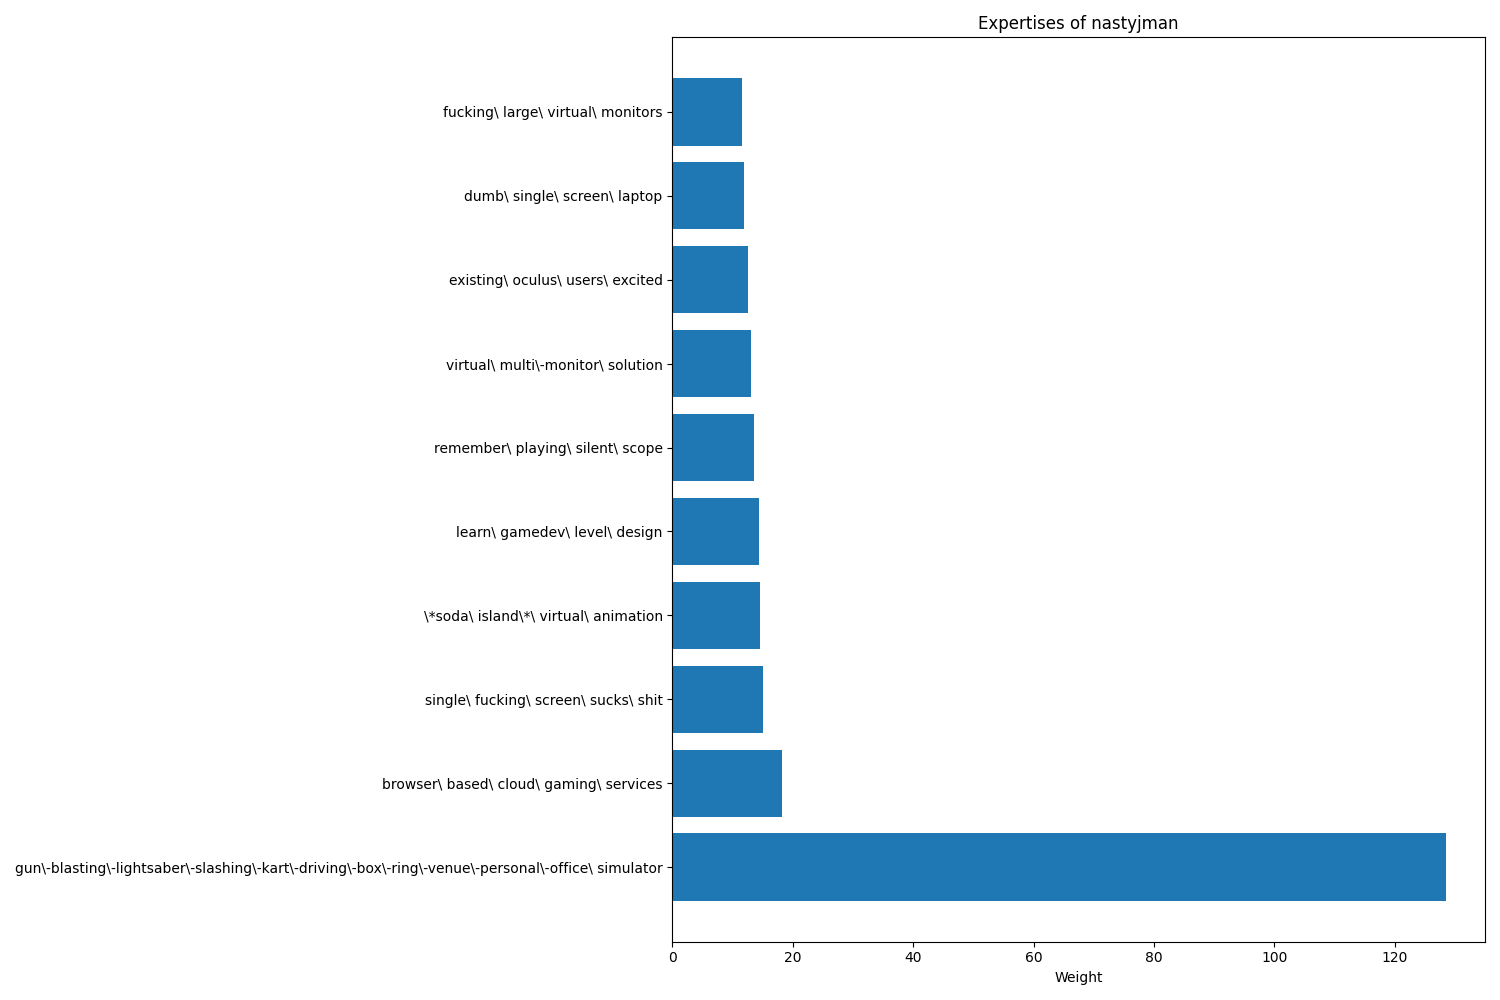 Expertises of nastyjman
fucking\ large\ virtual\ monitors
dumb\ single\ screen\ laptop
existing\ oculus\ users\ excited
virtual\ multi\-monitor\ solution
remember\ playing\ silent\ scope
learn\ gamedev\ level\ design
\*soda\ island\*\ virtual\ animation
single\ fucking\ screen\ sucks\ shit
browser\ based\ cloud\ gaming\ services
gun\-blasting\-lightsaber\-slashing\-kart\-driving\-box\-ring\-venue\-personal\-office\ simulator
0 20 40 60 80 100 120
Weight